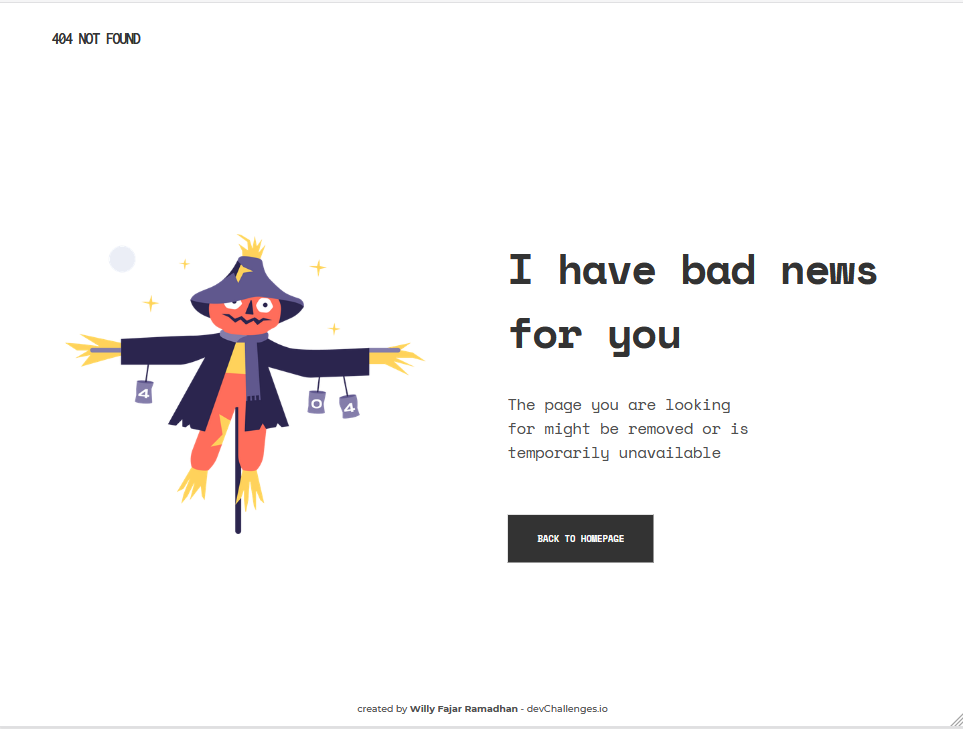 404 NOT FOUND
4
0
4
I have bad news
for you
The page you are looking
for might be removed or is
temporarily unavailable
BACK TO HOMEPAGE
created by Willy Fajar Ramadhan - devChallenges.io